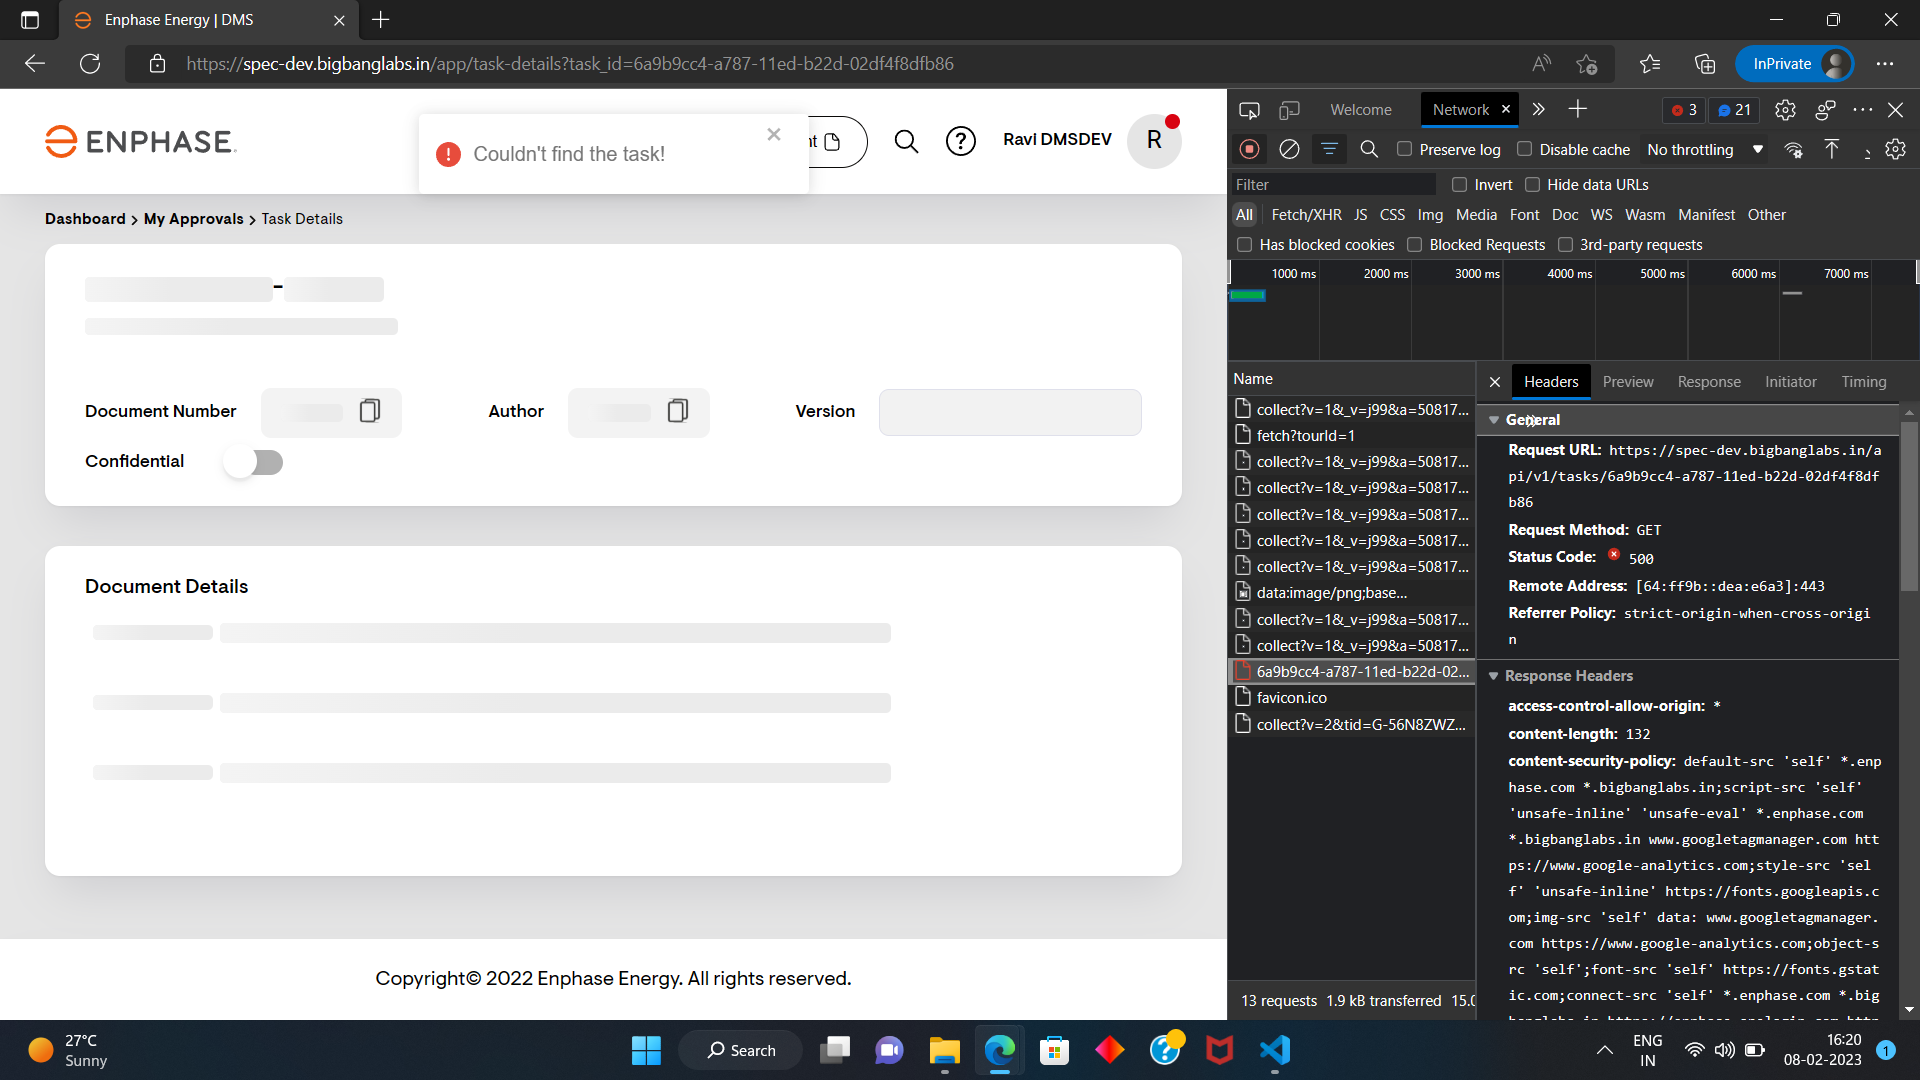 Enphase Energy | DMS
https://spec-dev.bigbanglabs.in/app/task-details?task_id=6a9b9cc4-a787-11ed-b22d-02df4f8dfb86
InPrivate
ENPHASE
Couldn't find the task!
Ravi DMSDEV
R
Dashboard > My Approvals > Task Details
Document Number
Author
Version
Confidential
Document Details
Copyright© 2022 Enphase Energy. All rights reserved.
Welcome
Network
3
21
Preserve log
Disable cache
No throttling
Filter
Invert
Hide data URLs
All
Fetch/XHR JS CSS Img Media Font Doc WS Wasm Manifest Other
Has blocked cookies
Blocked Requests
3rd-party requests
1000 ms
2000 ms
3000 ms
4000 ms
5000 ms
6000 ms
7000 ms
Name
collect?v=1&_v=j99&a=50817...
fetch?tourId=1
collect?v=1&_v=j99&a=50817...
collect?v=1&_v=j99&a=50817...
collect?v=1&_v=j99&a=50817...
collect?v=1&_v=j99&a=50817...
collect?v=1&_v=j99&a=50817...
data:image/png;base...
collect?v=1&_v=j99&a=50817...
collect?v=1&_v=j99&a=50817...
6a9b9cc4-a787-11ed-b22d-02...
favicon.ico
collect?v=2&tid=G-56N8ZWZ...
13 requests 1.9 kB transferred
Headers
Preview
Response
Initiator
Timing
General
Request URL: https://spec-dev.bigbanglabs.in/a
pi/v1/tasks/6a9b9cc4-a787-11ed-b22d-02df4f8df
b86
Request Method: GET
Status Code: 500
Remote Address: [64:ff9b::dea:e6a3]:443
Referrer Policy: strict-origin-when-cross-origi
n
Response Headers
access-control-allow-origin: *
content-length: 132
content-security-policy: default-src 'self' *.enp
hase.com *.bigbanglabs.in;script-src 'self'
'unsafe-inline' 'unsafe-eval' *.enphase.com
*.bigbanglabs.in www.googletagmanager.com htt
ps://www.google-analytics.com;style-src 'sel
f' 'unsafe-inline' https://fonts.googleapis.c
om;img-src 'self' data: www.googletagmanager.
com https://www.google-analytics.com;object-s
rc 'self';font-src 'self' https://fonts.gstat
ic.com;connect-src 'self' *.enphase.com *.big
27°C
Sunny
Search
ENG
IN
16:20
08-02-2023
1